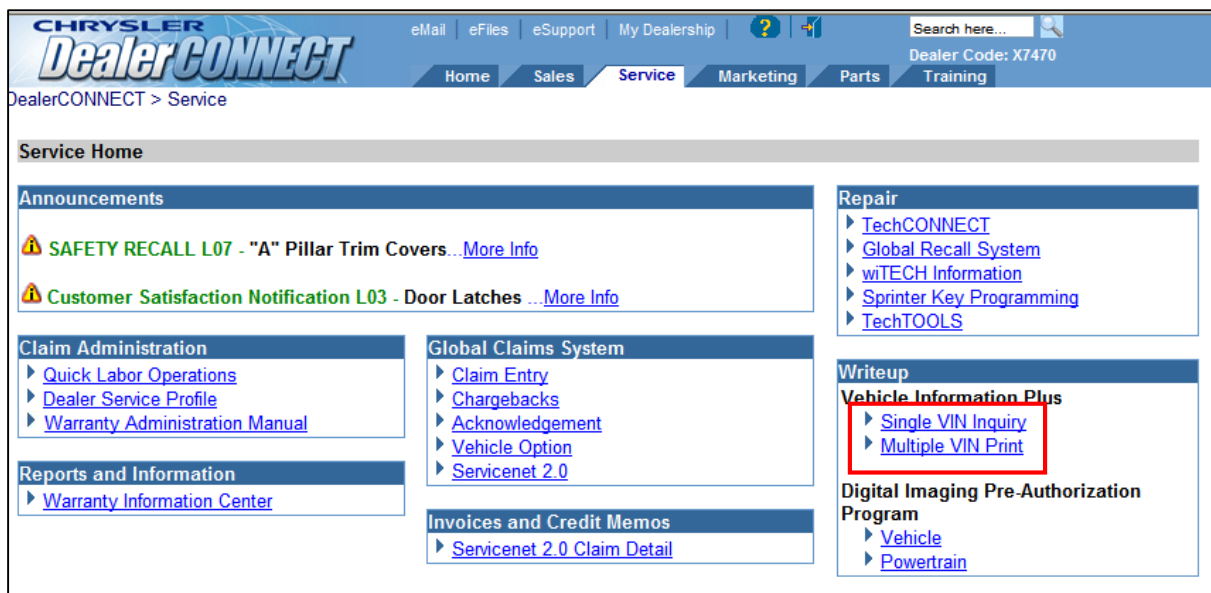 CHRYSLER
DealerCONNECT
eMail | eFiles | eSupport | My Dealership | ?
Search here...
Dealer Code: X7470
Home Sales Service Marketing Parts Training
DealerCONNECT > Service
Service Home
Announcements
SAFETY RECALL L07 - "A" Pillar Trim Covers...More Info
Customer Satisfaction Notification L03 - Door Latches ...More Info
Claim Administration
Quick Labor Operations
Dealer Service Profile
Warranty Administration Manual
Reports and Information
Warranty Information Center
Global Claims System
Claim Entry
Chargebacks
Acknowledgement
Vehicle Option
Servicenet 2.0
Invoices and Credit Memos
Servicenet 2.0 Claim Detail
Repair
TechCONNECT
Global Recall System
wiTECH Information
Sprinter Key Programming
TechTOOLS
Writeup
Vehicle Information Plus
Single VIN Inquiry
Multiple VIN Print
Digital Imaging Pre-Authorization
Program
Vehicle
Powertrain